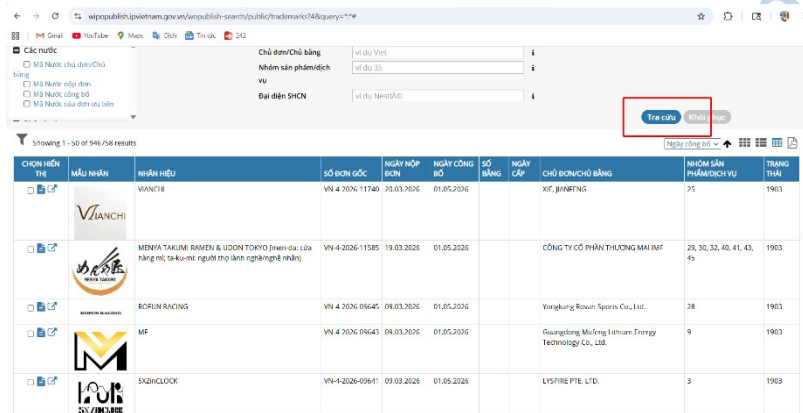 wipopublish.ipvietnam.gov.vn/wopublish-search/public/trademarks?4&query=*:*#
Gmail YouTube Maps Dịch Tin tức 242
Các nước
Mã Nước chủ đơn/Chủ bằng
Mã Nước nộp đơn
Mã Nước công bố
Mã Nước của đơn ưu tiên
Chủ đơn/Chủ bằng ví dụ Viet i
Nhóm sản phẩm/dịch vụ ví dụ 35 i
Đại diện SHCN ví dụ NestlÃ© i
Tra cứu Khôi phục
Showing 1 - 50 of 946758 results
Ngày công bố
CHỌN HIỂN THỊ MẪU NHÃN NHÃN HIỆU SỐ ĐƠN GỐC NGÀY NỘP ĐƠN NGÀY CÔNG BỐ SỐ BẰNG NGÀY CẤP CHỦ ĐƠN/CHỦ BẰNG NHÓM SẢN PHẨM/DỊCH VỤ TRẠNG THÁI
VIANCHI
VIANCHI VN-4-2026-11740 20.03.2026 01.05.2026 XIE, JIANFENG 25 1903
めん匠
MENYA TAKUMI
MENYA TAKUMI RAMEN & UDON TOKYO [men-da: cửa hàng mì; ta-ku-mi: người thợ lành nghề/nghệ nhân] VN-4-2026-11585 19.03.2026 01.05.2026 CÔNG TY CỔ PHẦN THƯƠNG MẠI IMF 29, 30, 32, 40, 41, 43, 45 1903
ROFUN RACING VN-4-2026-09645 09.03.2026 01.05.2026 Yongkang Rovan Sports Co., Ltd. 28 1903
MF VN-4-2026-09643 09.03.2026 01.05.2026 Guangdong Mufeng Lithium Energy Technology Co., Ltd. 9 1903
SXZINCLOCK VN-4-2026-09641 09.03.2026 01.05.2026 LYSPIRE PTE. LTD. 3 1903